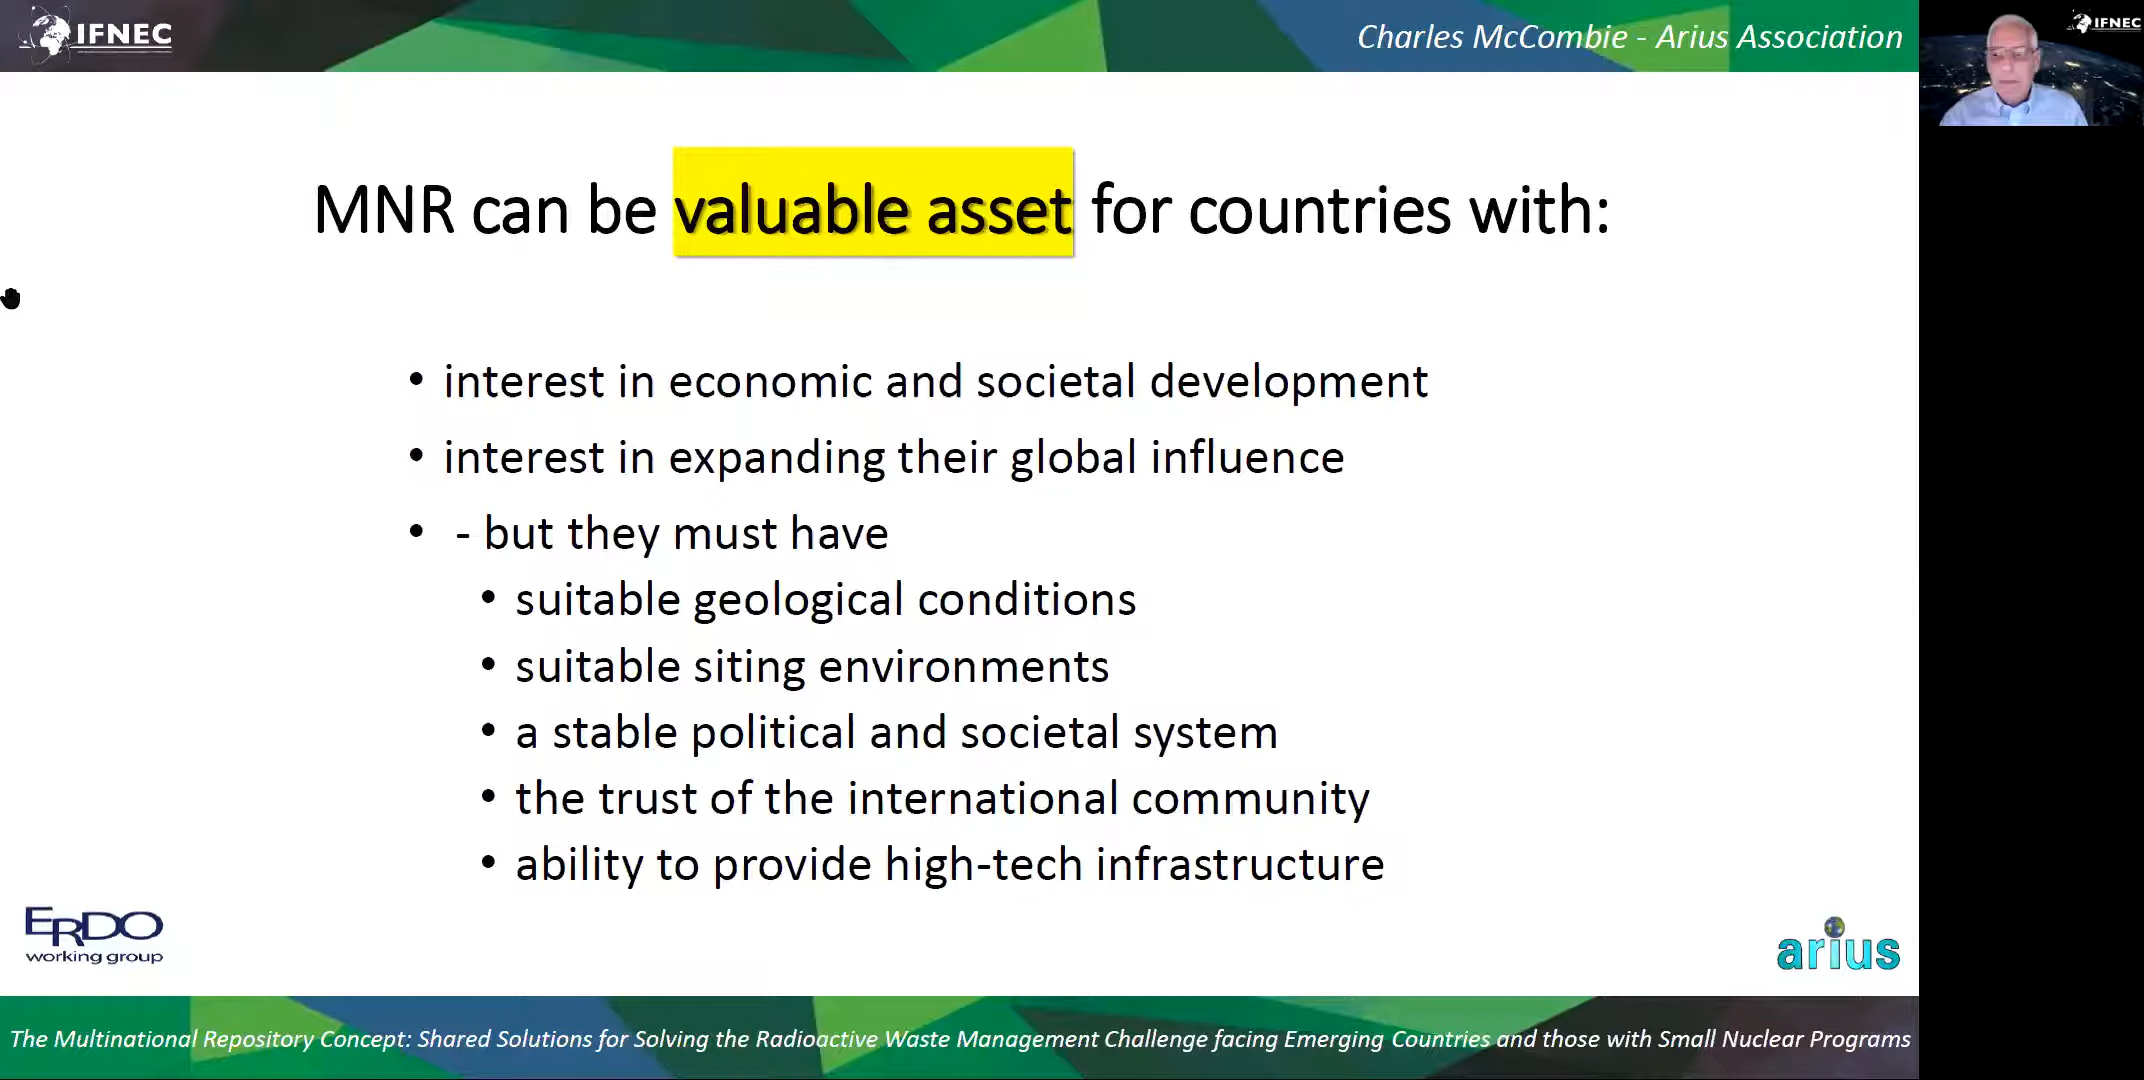 IFNEC
Charles McCombie - Arius Association
IFNEC
MNR can be valuable asset for countries with:
• interest in economic and societal development
• interest in expanding their global influence
• - but they must have
• suitable geological conditions
• suitable siting environments
• a stable political and societal system
• the trust of the international community
• ability to provide high-tech infrastructure
ERDO
working group
arius
The Multinational Repository Concept: Shared Solutions for Solving the Radioactive Waste Management Challenge facing Emerging Countries and those with Small Nuclear Programs